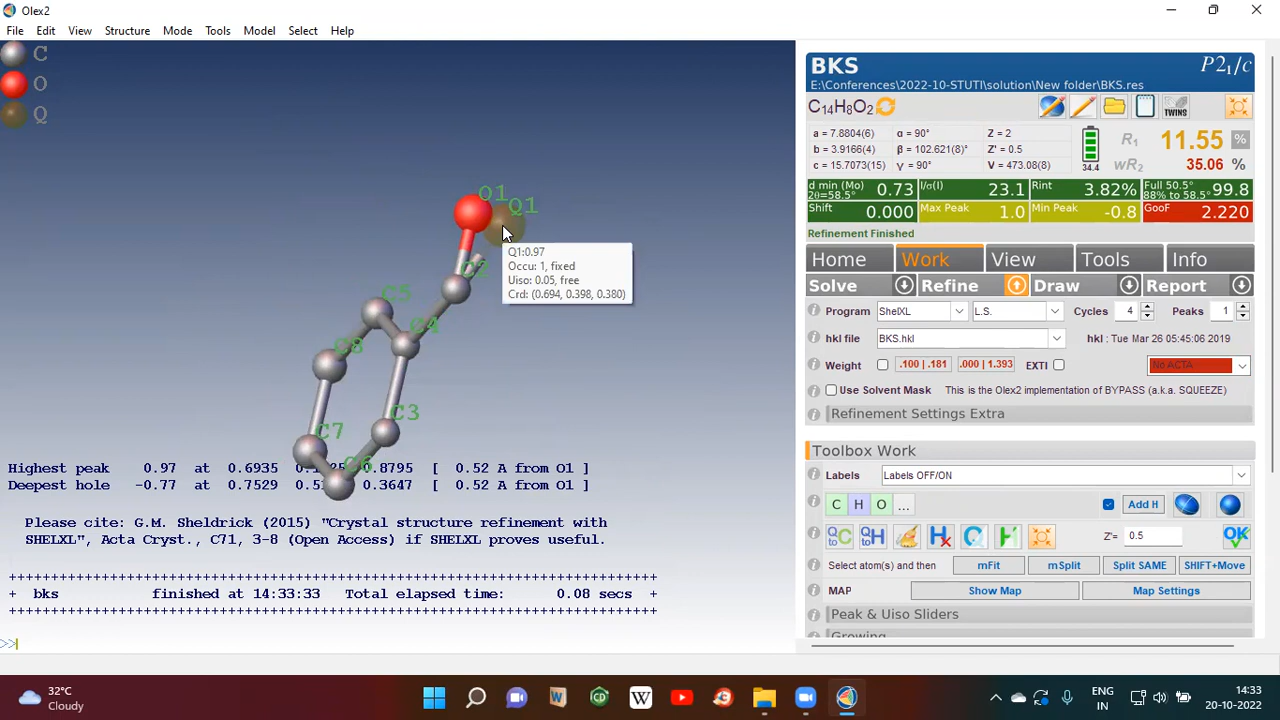 Olex2
File Edit View Structure Mode Tools Model Select Help
C
O
Q
O1
Q1
C2
C5
C4
C8
C3
C7
C6
Q1:0.97
Occu: 1, fixed
Uiso: 0.05, free
Crd: (0.694, 0.398, 0.380)
Highest peak 0.97 at 0.6935 0.8795 [ 0.52 A from O1 ]
Deepest hole -0.77 at 0.7529 0.3647 [ 0.52 A from O1 ]
Please cite: G.M. Sheldrick (2015) "Crystal structure refinement with
SHELXL", Acta Cryst., C71, 3-8 (Open Access) if SHELXL proves useful.
+++++++++++++++++++++++++++++++++++++++++++++++++++++++++++++++++
+ bks finished at 14:33:33 Total elapsed time: 0.08 secs +
+++++++++++++++++++++++++++++++++++++++++++++++++++++++++++++++++
>>
BKS P2₁/c
E:\Conferences\2022-10-STUTI\solution\New folder\BKS.res
C₁₄H₈O₂ TWINS
a = 7.8804(6) α = 90° Z = 2
b = 3.9166(4) β = 102.621(8)° Z' = 0.5
c = 15.7073(15) γ = 90° V = 473.08(8)
34.4
R₁ 11.55 %
wR₂ 35.06 %
d min (Mo) 2θ=58.5° 0.73 I/σ(I) 23.1 Rint 3.82% Full 50.5° 88% to 58.5° 99.8
Shift 0.000 Max Peak 1.0 Min Peak -0.8 GooF 2.220
Refinement Finished
Home Work View Tools Info
Solve Refine Draw Report
Program ShelXL L.S. Cycles 4 Peaks 1
hkl file BKS.hkl hkl : Tue Mar 26 05:45:06 2019
Weight .100 | .181 .000 | 1.393 EXTI No ACTA
Use Solvent Mask This is the Olex2 implementation of BYPASS (a.k.a. SQUEEZE)
Refinement Settings Extra
Toolbox Work
Labels Labels OFF/ON
C H O ... Add H
Q to C Q to H H Z'= 0.5 OK
Select atom(s) and then mFit mSplit Split SAME SHIFT+Move
MAP Show Map Map Settings
Peak & Uiso Sliders
Growing
32°C
Cloudy
ENG
IN
14:33
20-10-2022